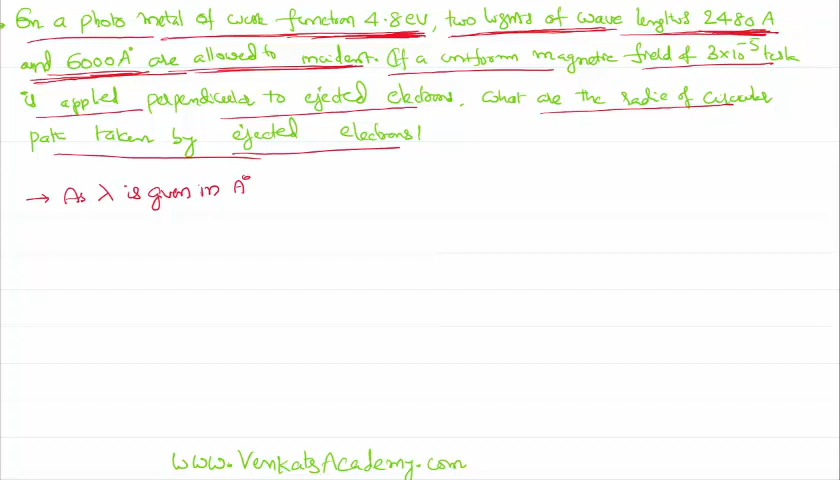 On a photo metal of work function 4.8ev, two lights of wave lengths 2480 A
and 6000A° are allowed to incident. If a uniform magnetic field of 3×10⁻⁵ tesla
is applied perpendicular to ejected electrons, what are the radie of circular
path taken by ejected electrons!
→ As λ is given in A°
www.VenkatsAcademy.com